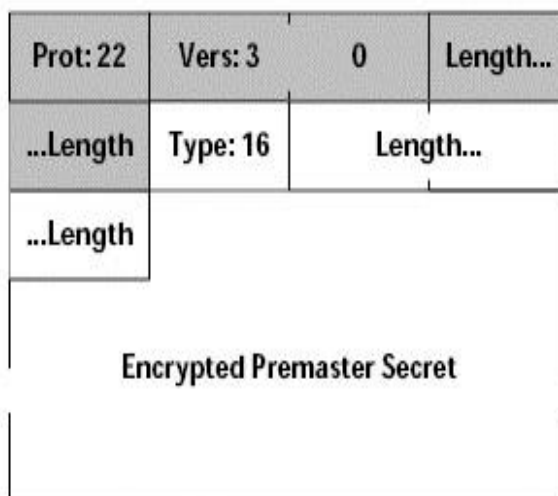 Prot: 22 Vers: 3 0 Length...
...Length Type: 16 Length...
...Length
Encrypted Premaster Secret